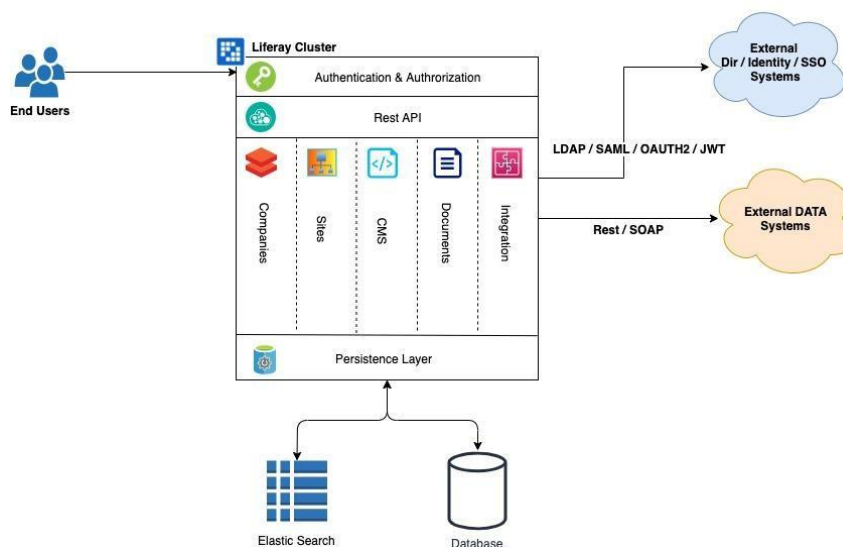 Liferay Cluster
End Users
Authentication & Authrorization
Rest API
Companies
Sites
CMS
Documents
Integration
Persistence Layer
External
Dir / Identity / SSO
Systems
LDAP / SAML / OAUTH2 / JWT
External DATA
Systems
Rest / SOAP
Elastic Search
Database